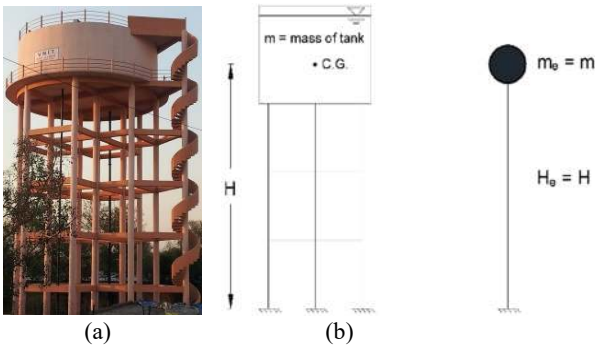 m = mass of tank
• C.G.
H
mₑ = m
Hₑ = H
(a)
(b)